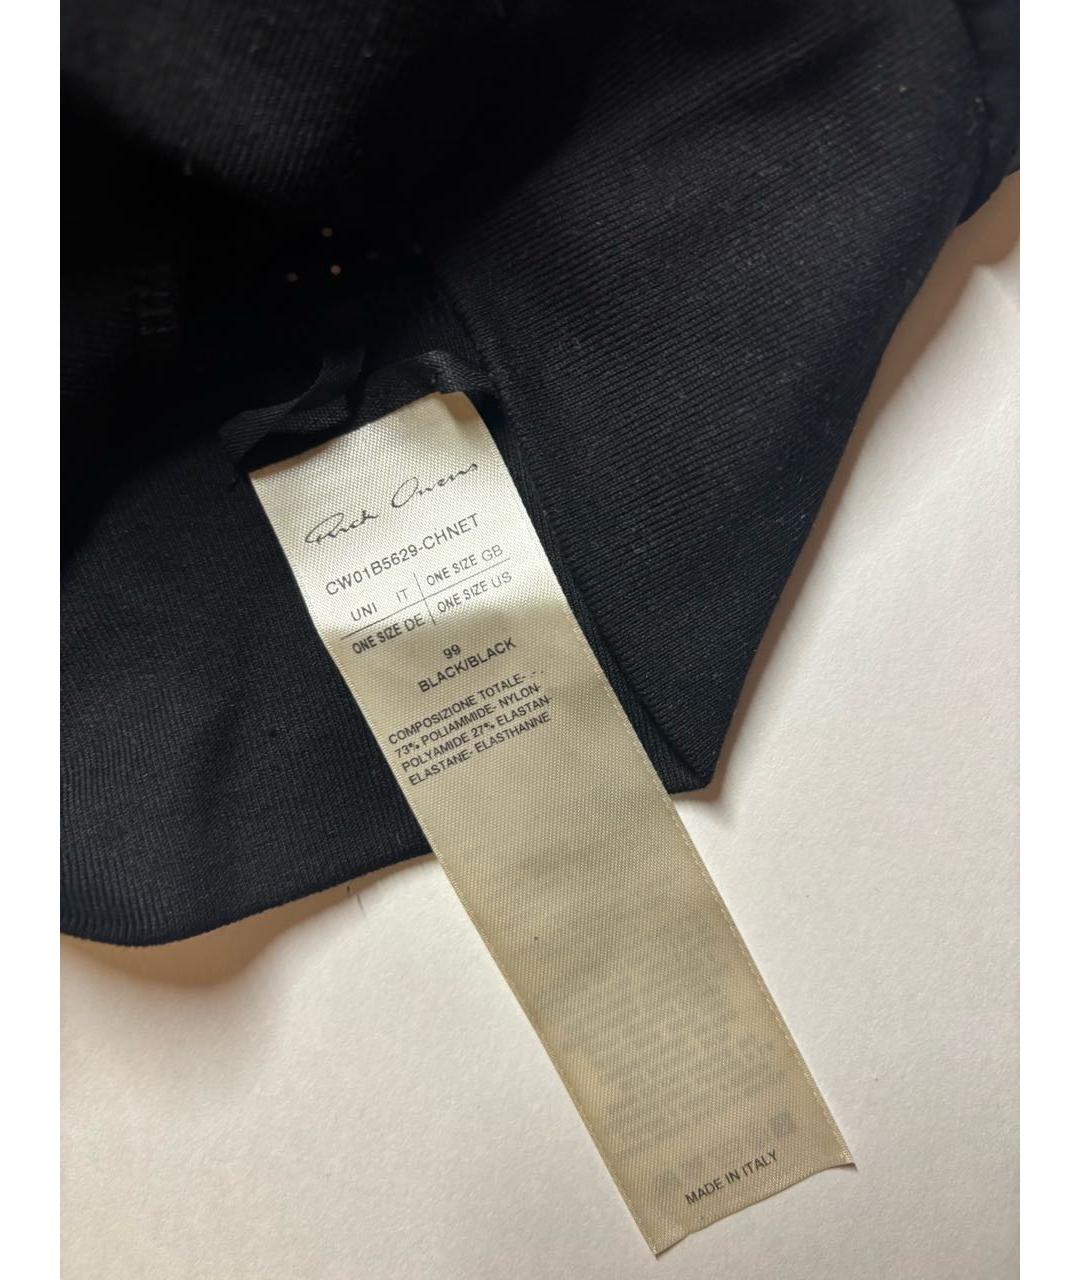 Rick Owens
CW01B5629-CHNET
UNI IT ONE SIZE GB
ONE SIZE DE ONE SIZE US
99
BLACK/BLACK
COMPOSIZIONE TOTALE- -
73% POLIAMMIDE- NYLON-
POLYAMIDE 27% ELASTAN-
ELASTANE- ELASTHANNE
MADE IN ITALY